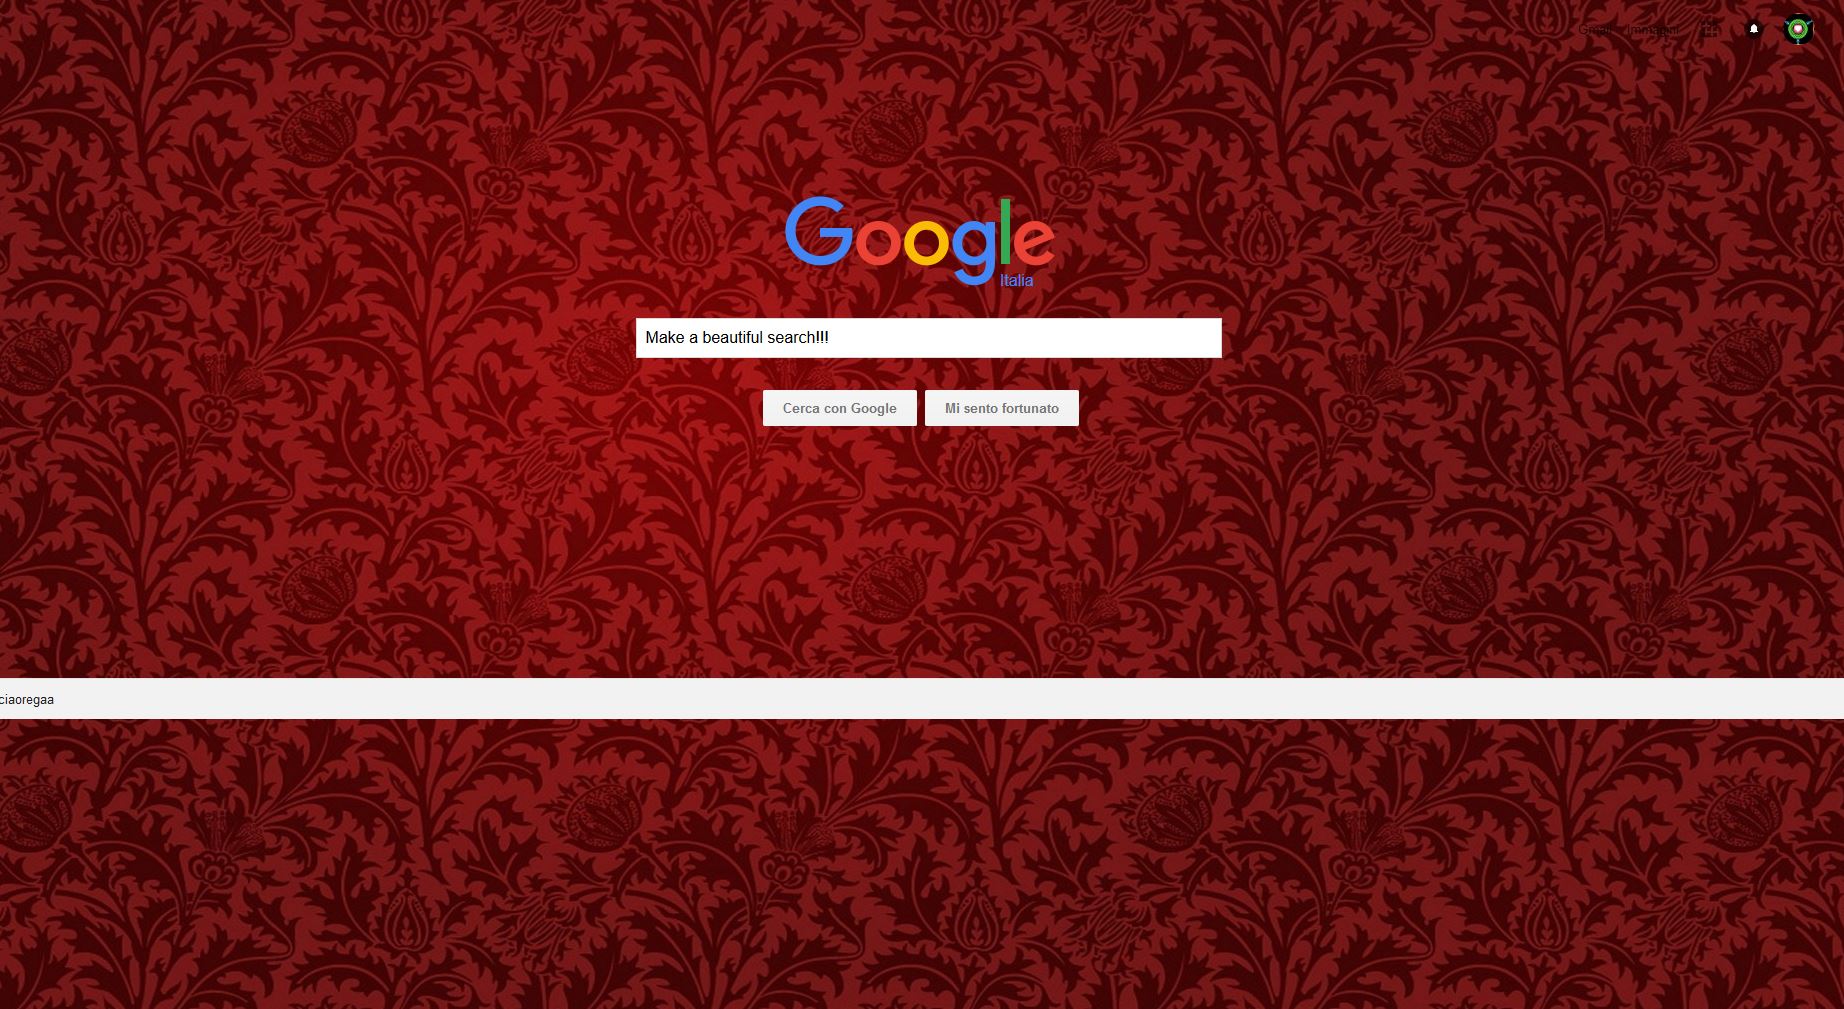 Gmail Immagini
Google
Italia
Make a beautiful search!!!
Cerca con Google Mi sento fortunato
ciaoregaa